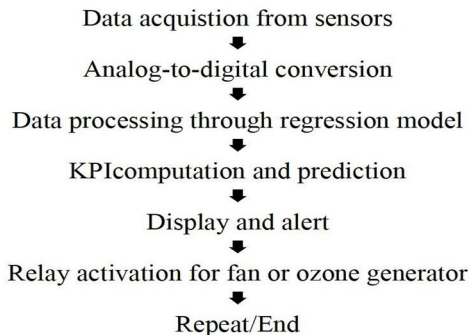 Data acquistion from sensors
Analog-to-digital conversion
Data processing through regression model
KPIcomputation and prediction
Display and alert
Relay activation for fan or ozone generator
Repeat/End